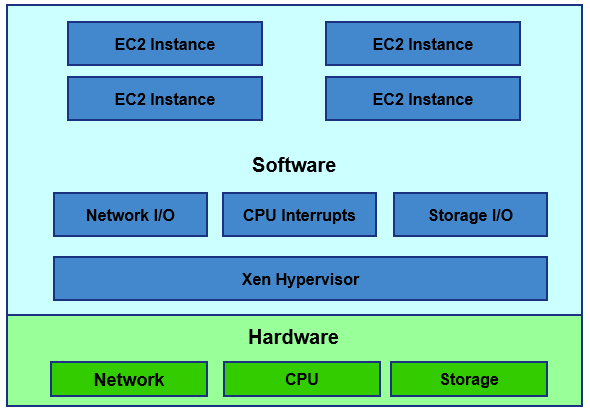 EC2 Instance
EC2 Instance
EC2 Instance
EC2 Instance
Software
Network I/O
CPU Interrupts
Storage I/O
Xen Hypervisor
Hardware
Network
CPU
Storage